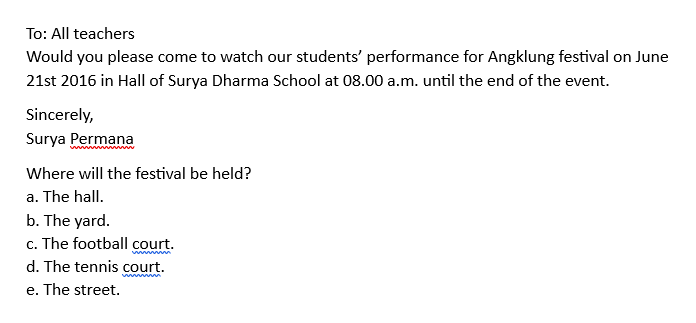 To: All teachers
Would you please come to watch our students’ performance for Angklung festival on June
21st 2016 in Hall of Surya Dharma School at 08.00 a.m. until the end of the event.
Sincerely,
Surya Permana
Where will the festival be held?
a. The hall.
b. The yard.
c. The football court.
d. The tennis court.
e. The street.